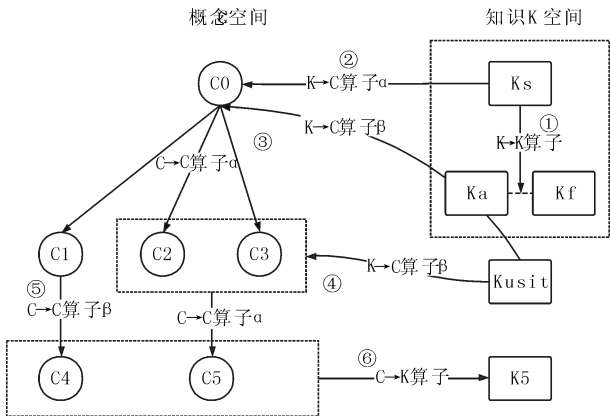 概念C空间
知识K空间
②
C0
K→C算子α
Ks
①
K→K算子
K→C算子β
③
C→C算子α
Ka
Kf
C1
C2
C3
K→C算子β
④
Kusit
⑤
C→C算子β
C→C算子α
⑥
C4
C5
C→K算子
K5